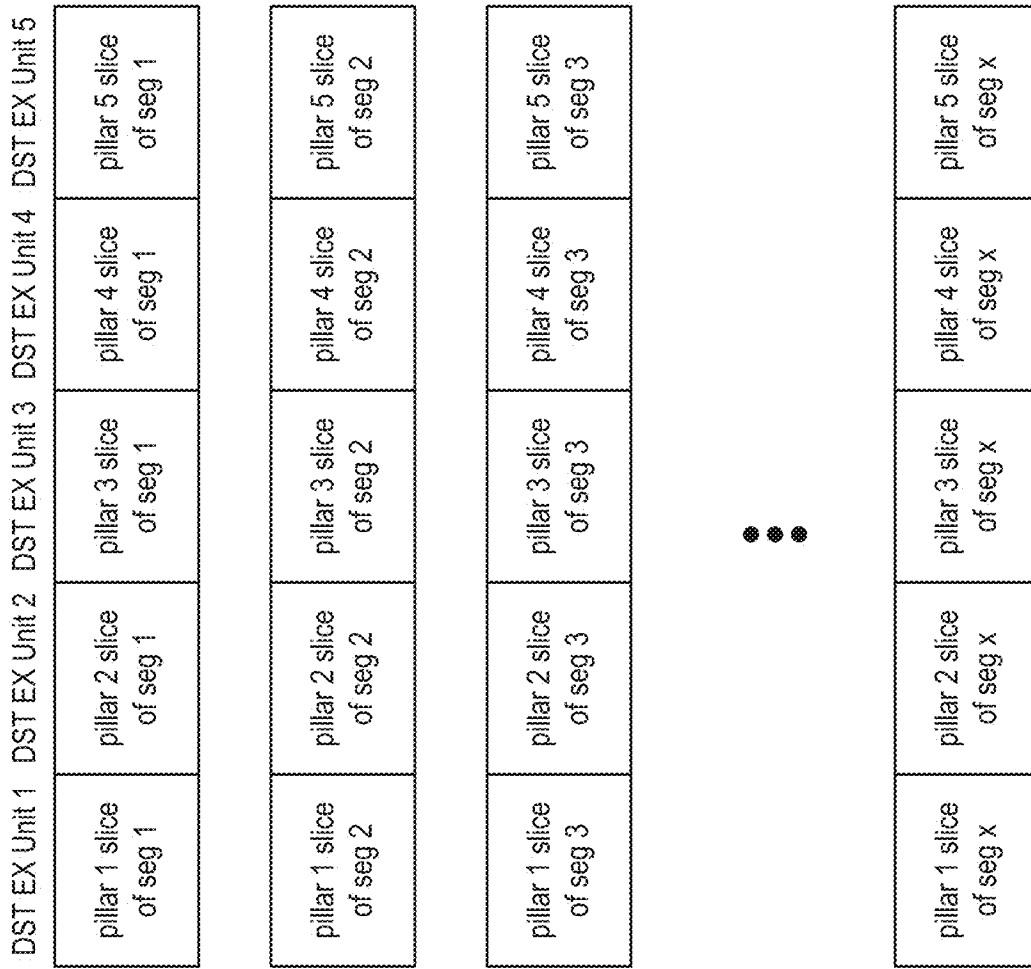 DST EX Unit 1
DST EX Unit 2
DST EX Unit 3
DST EX Unit 4
DST EX Unit 5
pillar 1 slice
of seg 1
pillar 2 slice
of seg 1
pillar 3 slice
of seg 1
pillar 4 slice
of seg 1
pillar 5 slice
of seg 1
pillar 1 slice
of seg 2
pillar 2 slice
of seg 2
pillar 3 slice
of seg 2
pillar 4 slice
of seg 2
pillar 5 slice
of seg 2
pillar 1 slice
of seg 3
pillar 2 slice
of seg 3
pillar 3 slice
of seg 3
pillar 4 slice
of seg 3
pillar 5 slice
of seg 3
pillar 1 slice
of seg x
pillar 2 slice
of seg x
pillar 3 slice
of seg x
pillar 4 slice
of seg x
pillar 5 slice
of seg x